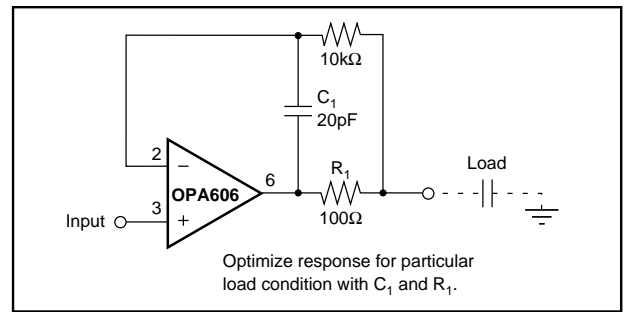 10kΩ
C₁
20pF
2
−
6
R₁
Load
OPA606
Input
3
+
100Ω
Optimize response for particular
load condition with C₁ and R₁.